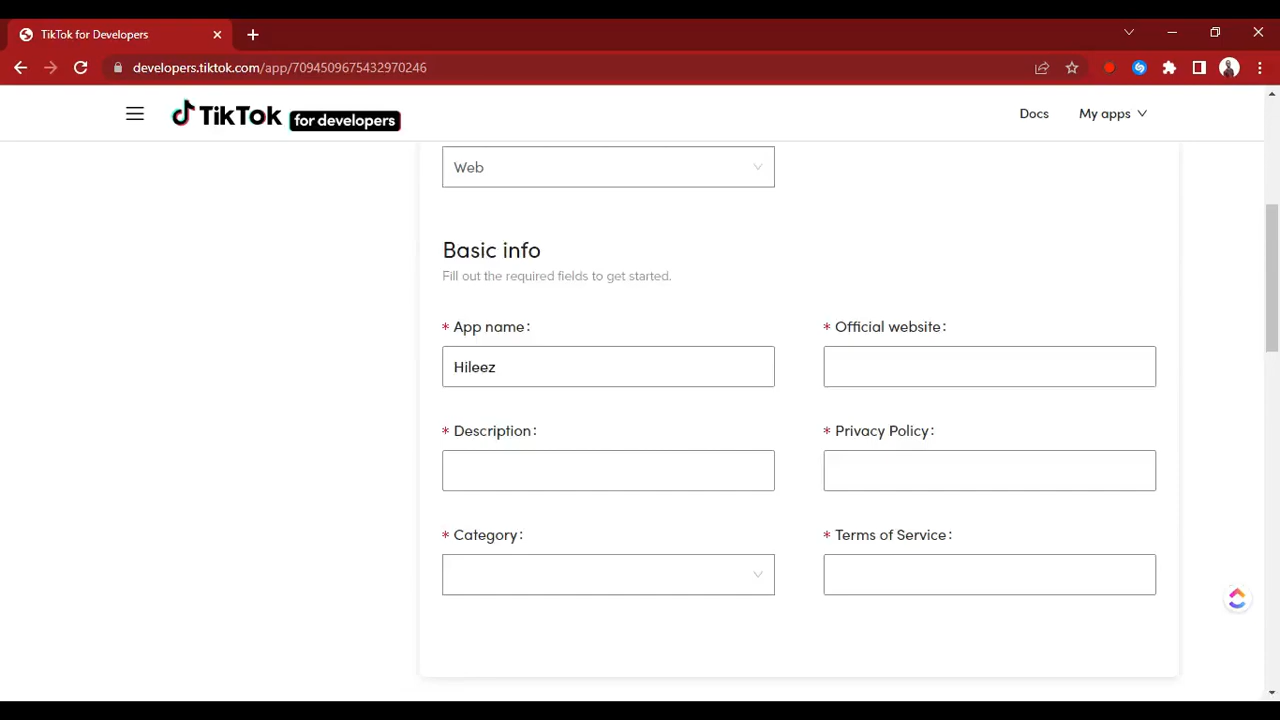 TikTok for Developers
developers.tiktok.com/app/7094509675432970246
TikTok for developers
Docs
My apps
Web
Basic info
Fill out the required fields to get started.
* App name:
* Official website:
Hileez
* Description:
* Privacy Policy:
* Category:
* Terms of Service: